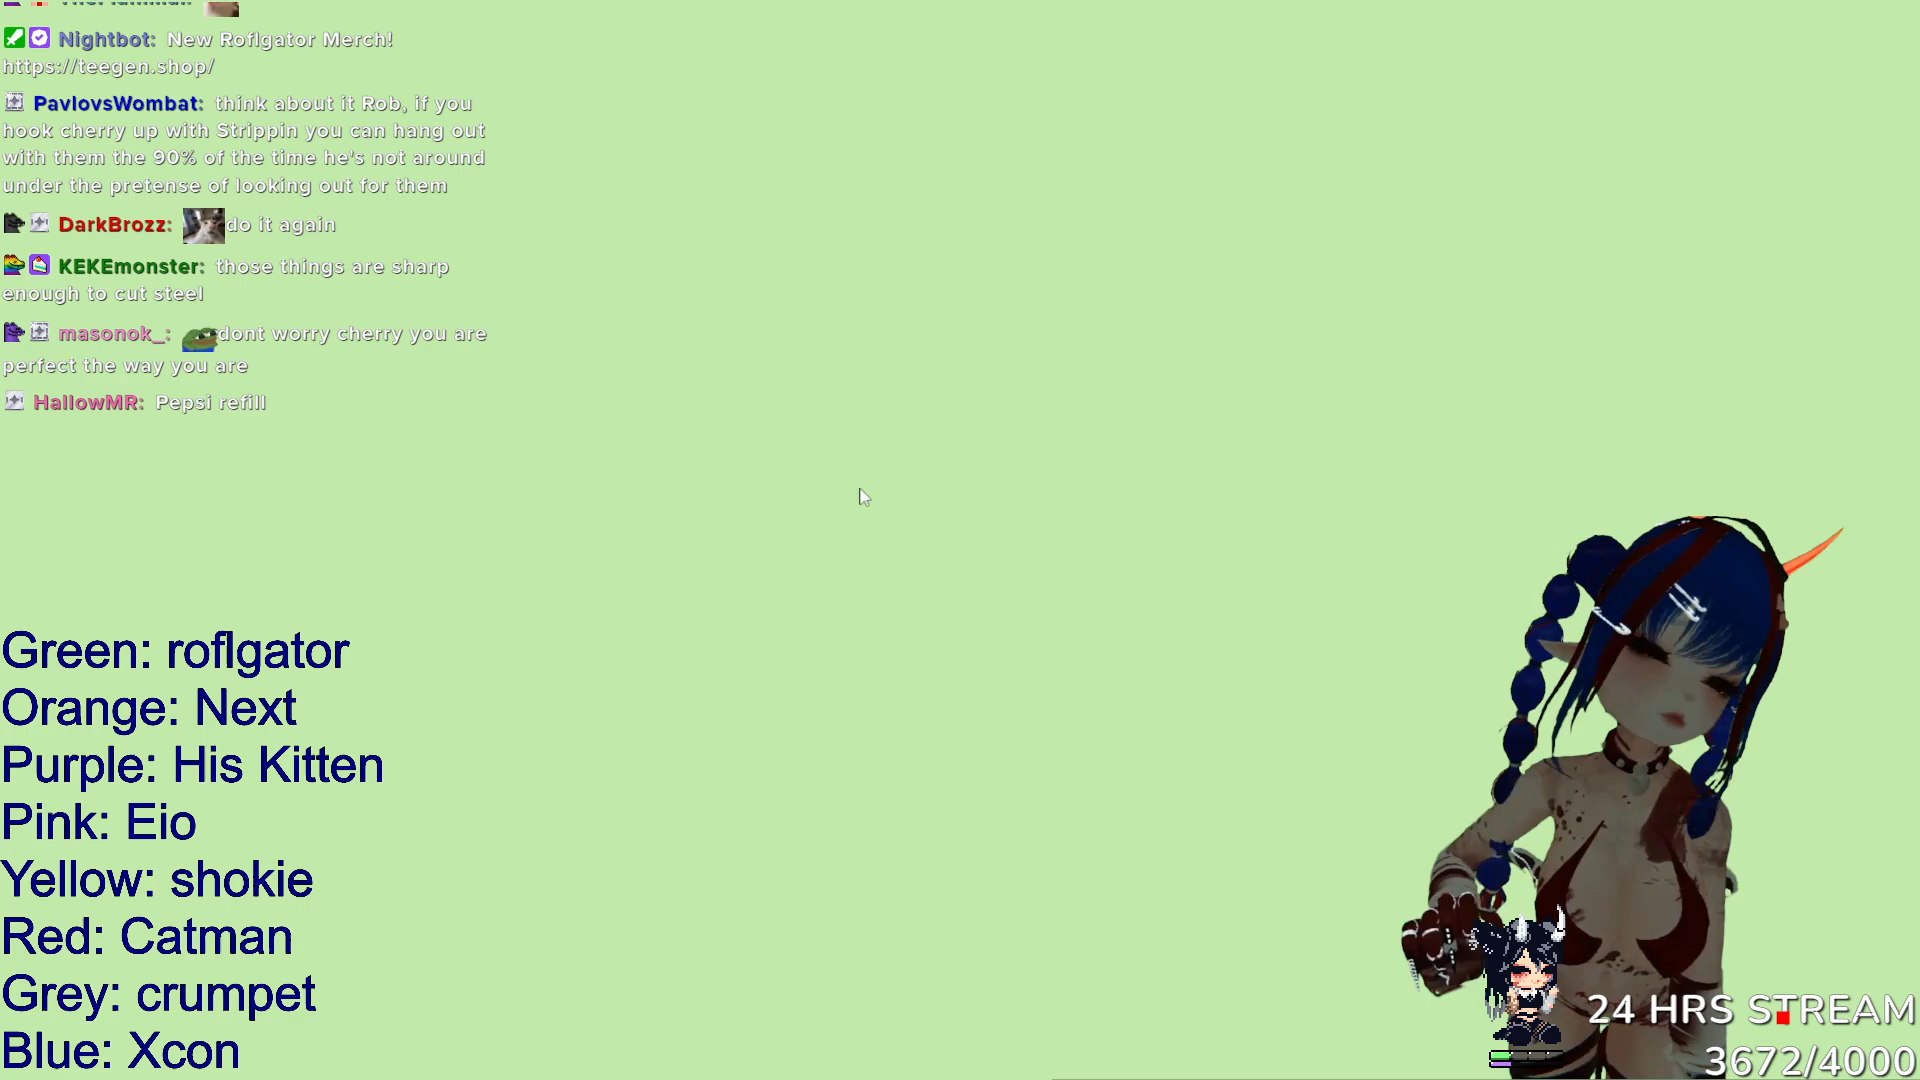 Nightbot: New Roflgator Merch!
https://teegen.shop/
PavlovsWombat: think about it Rob, if you
hook cherry up with Strippin you can hang out
with them the 90% of the time he's not around
under the pretense of looking out for them
DarkBrozz: do it again
KEKEmonster: those things are sharp
enough to cut steel
masonok_: dont worry cherry you are
perfect the way you are
HallowMR: Pepsi refill
Green: roflgator
Orange: Next
Purple: His Kitten
Pink: Eio
Yellow: shokie
Red: Catman
Grey: crumpet
Blue: Xcon
24 HRS STREAM
3672/4000